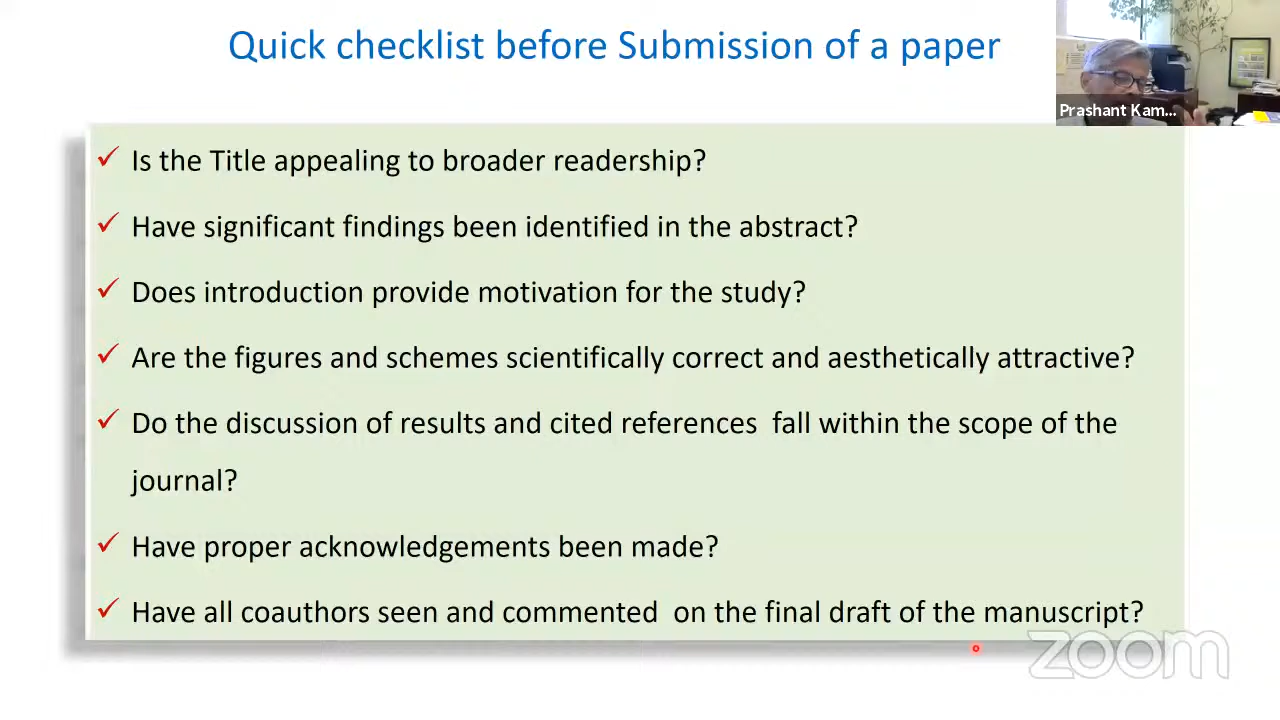 Quick checklist before Submission of a paper
Prashant Kam...
Is the Title appealing to broader readership?
Have significant findings been identified in the abstract?
Does introduction provide motivation for the study?
Are the figures and schemes scientifically correct and aesthetically attractive?
Do the discussion of results and cited references  fall within the scope of the
journal?
Have proper acknowledgements been made?
Have all coauthors seen and commented  on the final draft of the manuscript?
zoom